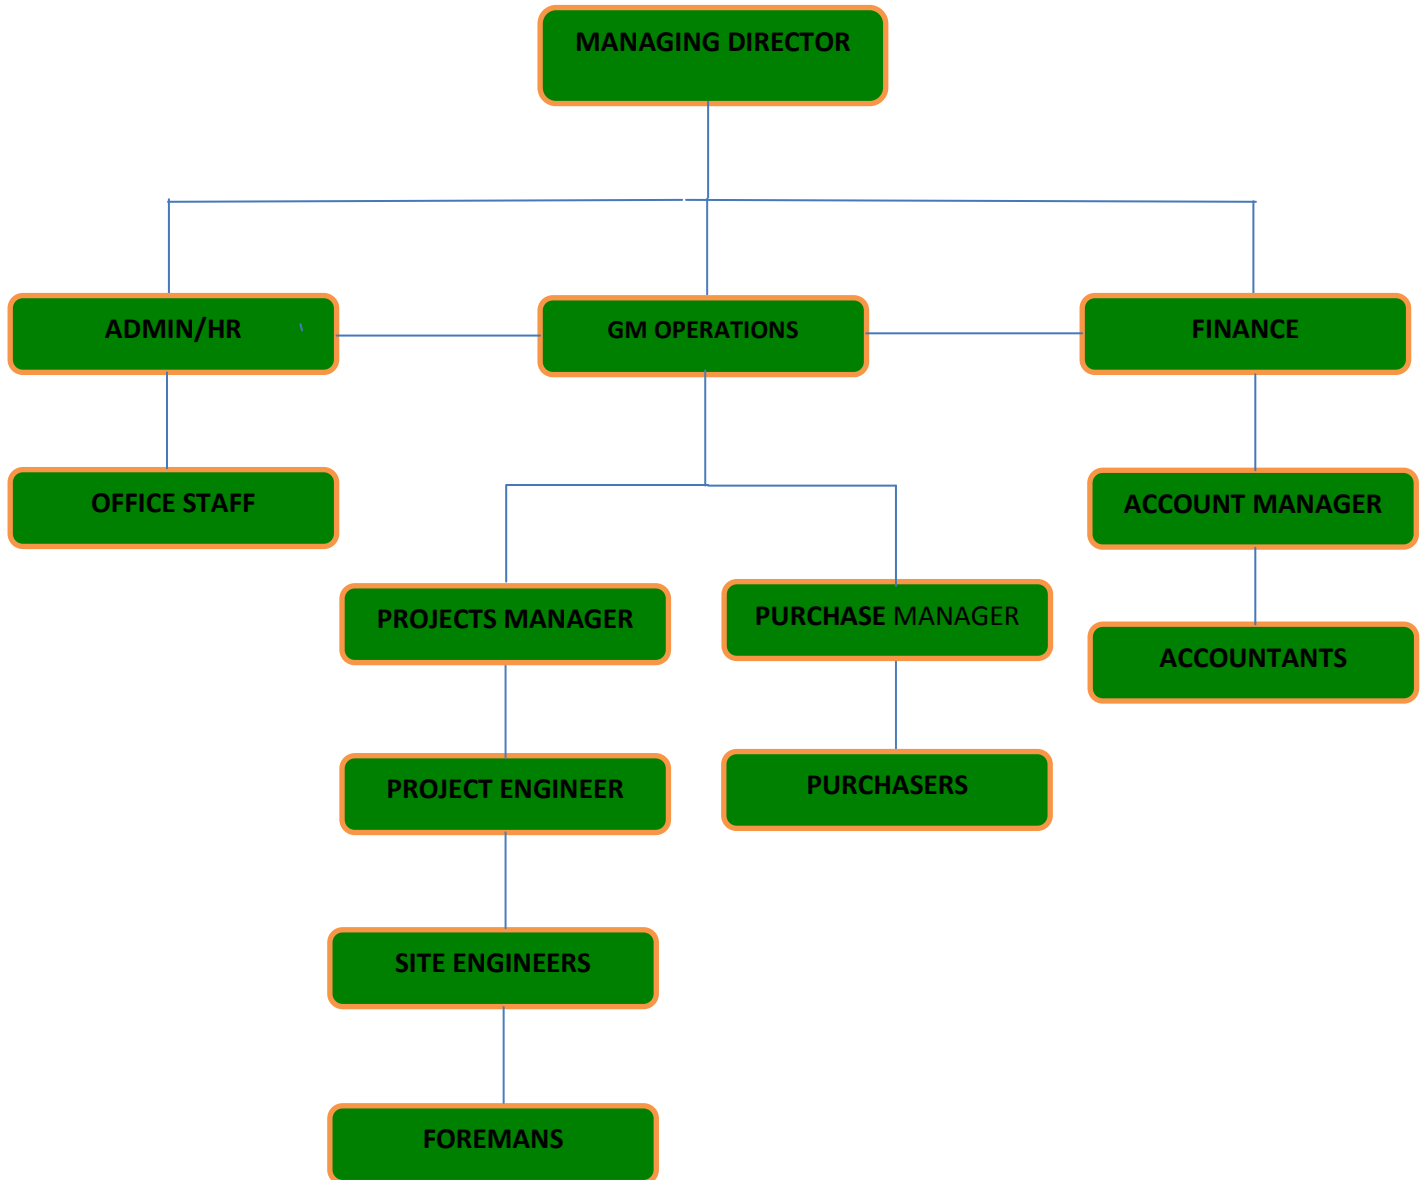 MANAGING DIRECTOR
ADMIN/HR
GM OPERATIONS
FINANCE
OFFICE STAFF
ACCOUNT MANAGER
PROJECTS MANAGER
PURCHASE MANAGER
ACCOUNTANTS
PROJECT ENGINEER
PURCHASERS
SITE ENGINEERS
FOREMANS